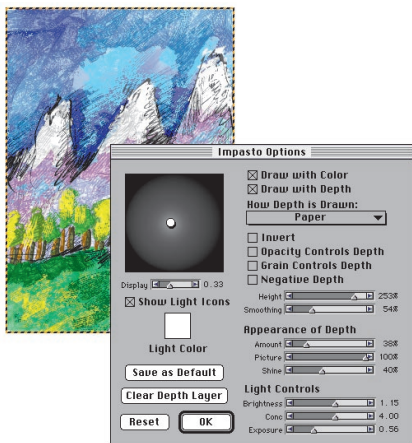 Impasto Options
Draw with Color
Draw with Depth
How Depth is Drawn:
Paper
Invert
Opacity Controls Depth
Grain Controls Depth
Negative Depth
Display 0.33
Height 253%
Smoothing 54%
Show Light Icons
Light Color
Appearance of Depth
Amount 38%
Picture 100%
Shine 40%
Save as Default
Clear Depth Layer
Reset
OK
Light Controls
Brightness 1.15
Conc 4.00
Exposure 0.56